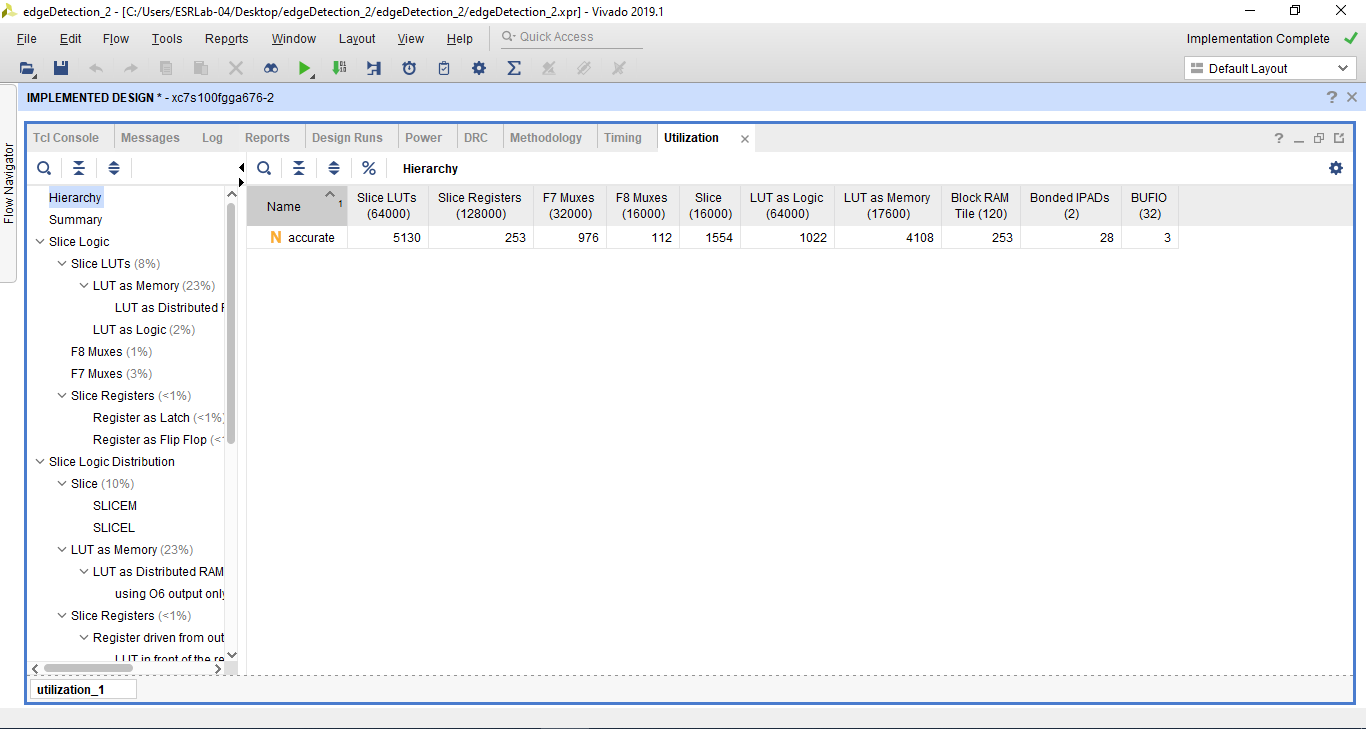 edgeDetection_2 - [C:/Users/ESRLab-04/Desktop/edgeDetection_2/edgeDetection_2/edgeDetection_2.xpr] - Vivado 2019.1
File Edit Flow Tools Reports Window Layout View Help Quick Access Implementation Complete
Default Layout
IMPLEMENTED DESIGN * - xc7s100fgga676-2
Flow Navigator
Tcl Console Messages Log Reports Design Runs Power DRC Methodology Timing Utilization
Hierarchy
Hierarchy
Summary
Slice Logic
Slice LUTs (8%)
LUT as Memory (23%)
LUT as Distributed
LUT as Logic (2%)
F8 Muxes (1%)
F7 Muxes (3%)
Slice Registers (<1%)
Register as Latch (<1%)
Register as Flip Flop (<
Slice Logic Distribution
Slice (10%)
SLICEM
SLICEL
LUT as Memory (23%)
LUT as Distributed RAM
using O6 output only
Slice Registers (<1%)
Register driven from out
LUT in front of the re
Name 1 Slice LUTs (64000) Slice Registers (128000) F7 Muxes (32000) F8 Muxes (16000) Slice (16000) LUT as Logic (64000) LUT as Memory (17600) Block RAM Tile (120) Bonded IPADs (2) BUFIO (32)
N accurate 5130 253 976 112 1554 1022 4108 253 28 3
utilization_1